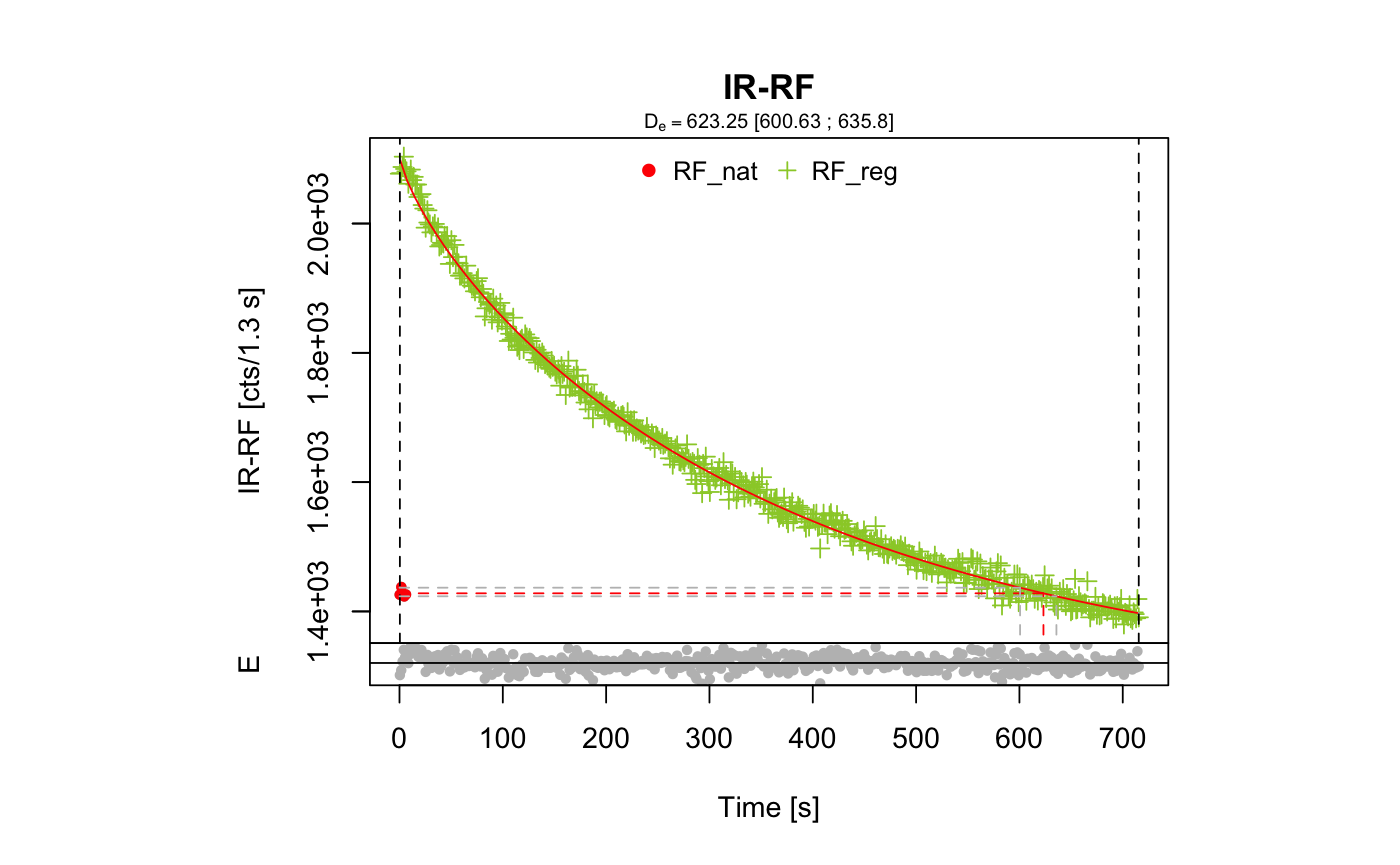 IR-RF
De = 623.25 [600.63 ; 635.8]
RF_nat RF_reg
IR-RF [cts/1.3 s]
2.0e+03
1.8e+03
1.6e+03
1.4e+03
E
0 100 200 300 400 500 600 700
Time [s]